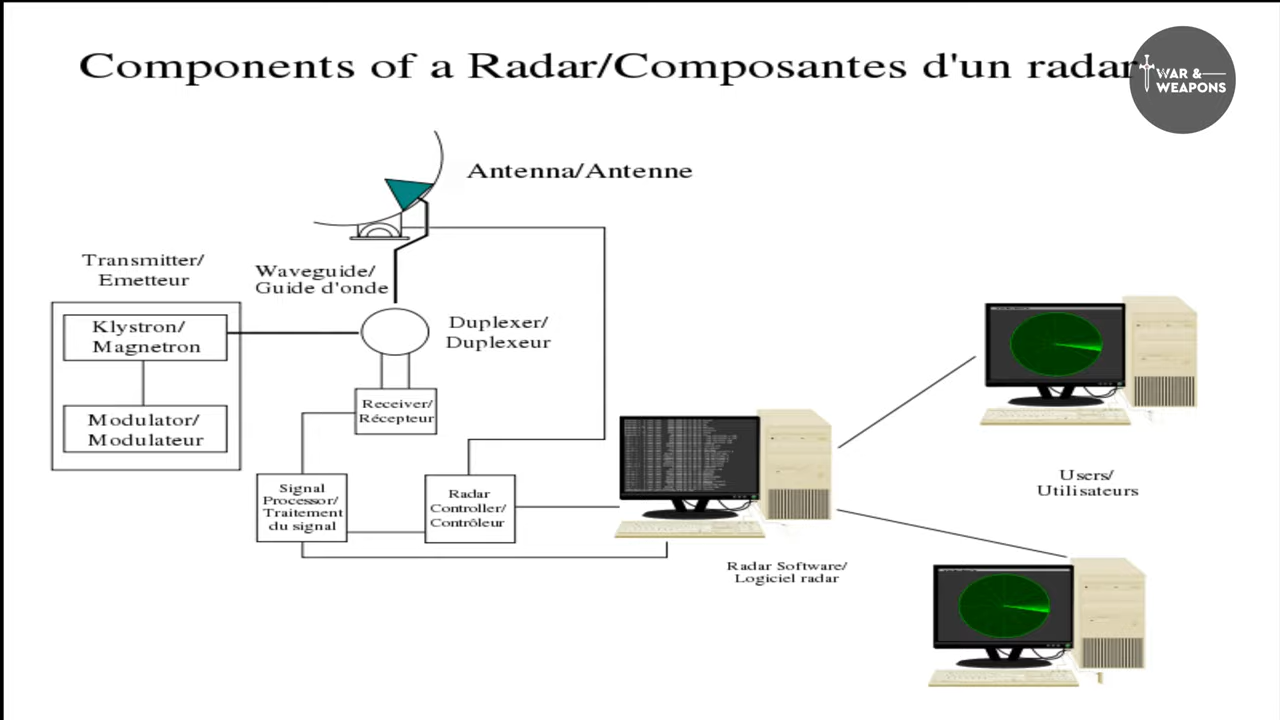 Components of a Radar/Composantes d'un radar
WAR &
WEAPONS
Antenna/Antenne
Transmitter/
Emetteur
Waveguide/
Guide d'onde
Klystron/
Magnetron
Duplexer/
Duplexeur
Modulator/
Modulateur
Receiver/
Récepteur
Signal
Processor/
Traitement
du signal
Radar
Controller/
Contrôleur
Users/
Utilisateurs
Radar Software/
Logiciel radar